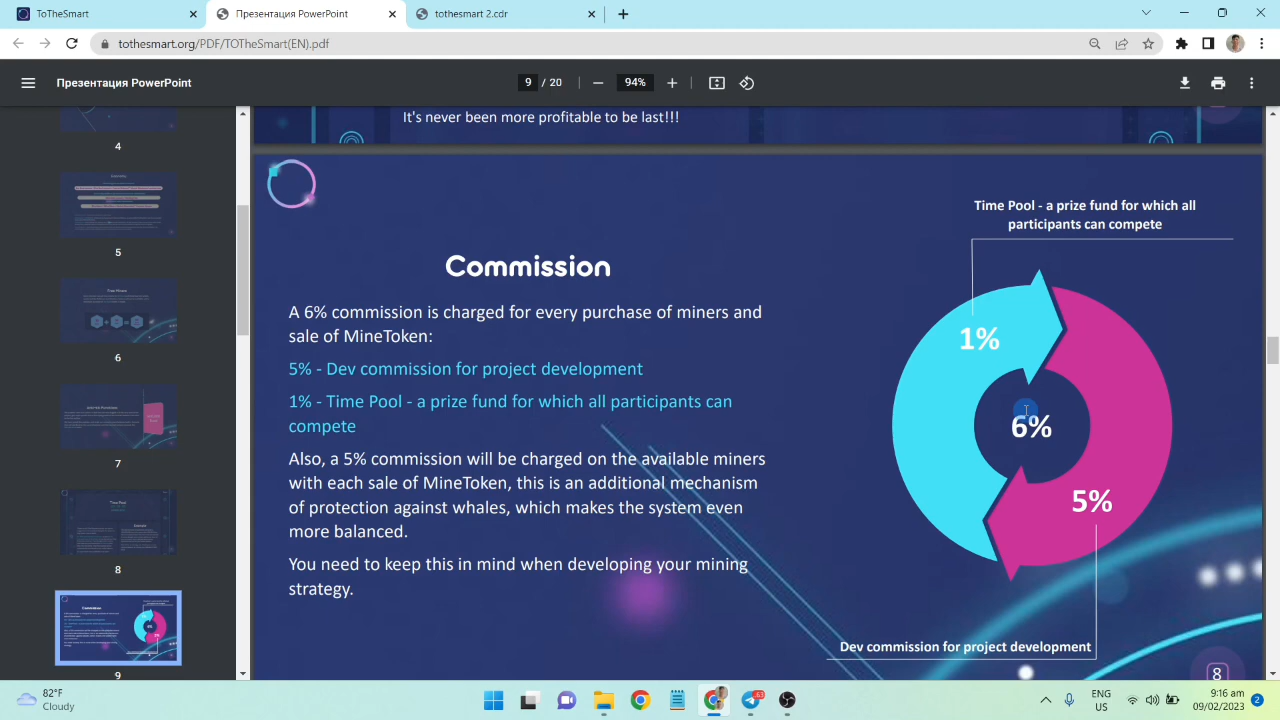 ToTheSmart
Презентация PowerPoint
tothesmart 2.cdr
tothesmart.org/PDF/TOTheSmart(EN).pdf
Презентация PowerPoint
9 / 20
94%
4
5
6
7
8
9
It's never been more profitable to be last!!!
Commission
A 6% commission is charged for every purchase of miners and
sale of MineToken:
5% - Dev commission for project development
1% - Time Pool - a prize fund for which all participants can
compete
Also, a 5% commission will be charged on the available miners
with each sale of MineToken, this is an additional mechanism
of protection against whales, which makes the system even
more balanced.
You need to keep this in mind when developing your mining
strategy.
Time Pool - a prize fund for which all
participants can compete
1%
6%
5%
Dev commission for project development
8
82°F
Cloudy
63
ENG
US
9:16 am
09/02/2023
2